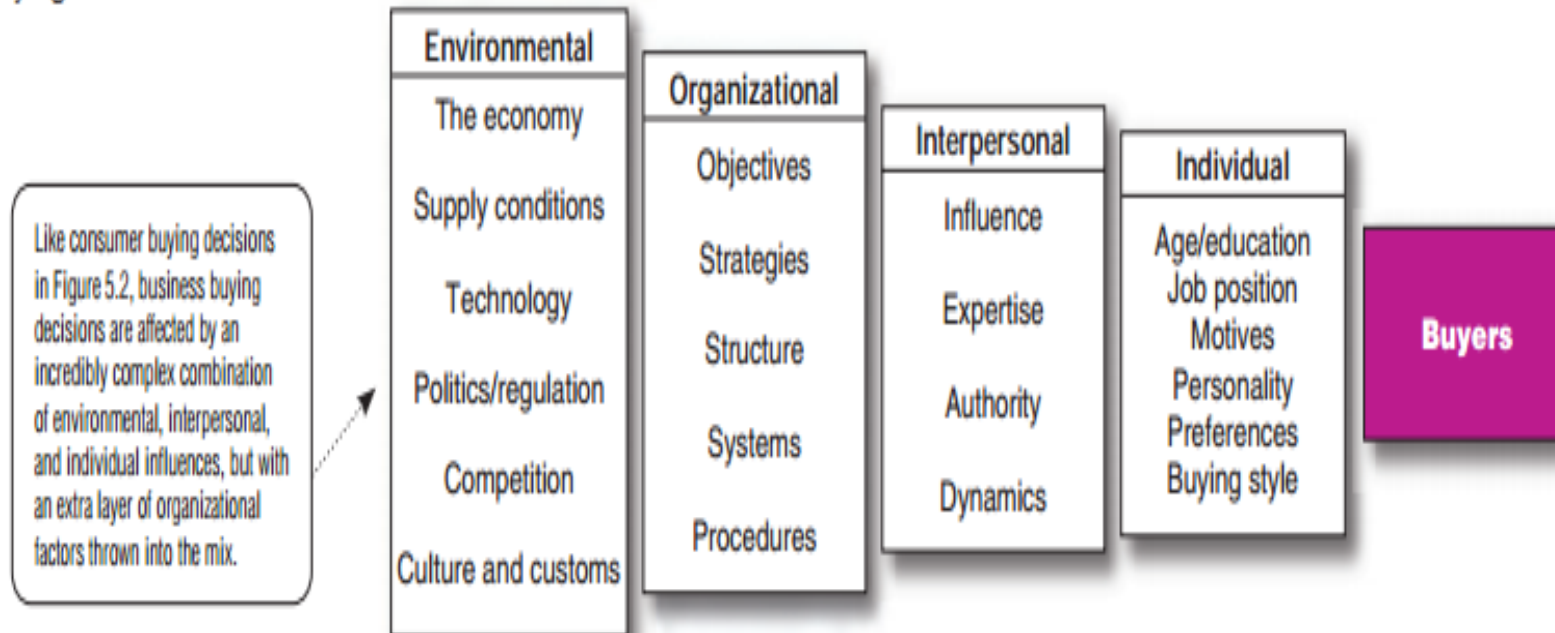 Like consumer buying decisions
in Figure 5.2, business buying
decisions are affected by an
incredibly complex combination
of environmental, interpersonal,
and individual influences, but with
an extra layer of organizational
factors thrown into the mix.
Environmental
The economy
Supply conditions
Technology
Politics/regulation
Competition
Culture and customs
Organizational
Objectives
Strategies
Structure
Systems
Procedures
Interpersonal
Influence
Expertise
Authority
Dynamics
Individual
Age/education
Job position
Motives
Personality
Preferences
Buying style
Buyers